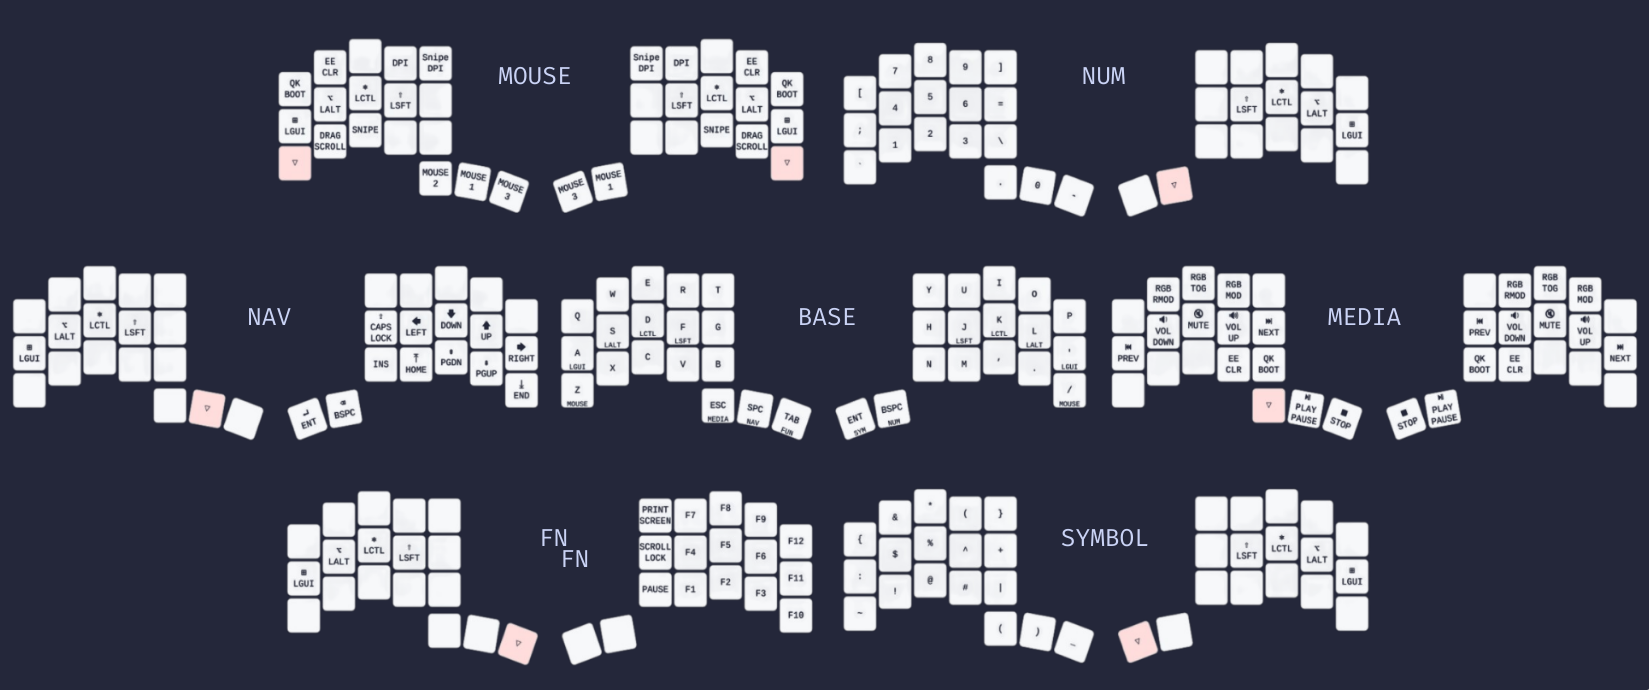 MOUSE
QK BOOT
EE CLR
DPI
Snipe DPI
LGUI
LALT
LCTL
LSFT
DRAG SCROLL
SNIPE
MOUSE 2
MOUSE 1
MOUSE 3
Snipe DPI
DPI
EE CLR
QK BOOT
LSFT
LCTL
LALT
LGUI
SNIPE
DRAG SCROLL
MOUSE 3
MOUSE 1
NUM
[
7
8
9
]
;
4
5
6
=
1
2
3
\
.
0
-
LSFT
LCTL
LALT
LGUI
NAV
LGUI
LALT
LCTL
LSFT
CAPS LOCK
LEFT
DOWN
UP
RIGHT
INS
HOME
PGDN
PGUP
END
ENT
BSPC
BASE
Q
W
E
R
T
A LGUI
S LALT
D LCTL
F LSFT
G
Z MOUSE
X
C
V
B
ESC MEDIA
SPC NAV
TAB FUN
Y
U
I
O
P
H
J LSFT
K LCTL
L LALT
' LGUI
N
M
,
.
/ MOUSE
ENT SYM
BSPC NUM
MEDIA
RGB RMOD
RGB TOG
RGB MOD
PREV
VOL DOWN
MUTE
VOL UP
NEXT
EE CLR
QK BOOT
PLAY PAUSE
STOP
RGB RMOD
RGB TOG
RGB MOD
PREV
VOL DOWN
MUTE
VOL UP
NEXT
QK BOOT
EE CLR
STOP
PLAY PAUSE
FN
FN
LGUI
LALT
LCTL
LSFT
PRINT SCREEN
F7
F8
F9
F12
SCROLL LOCK
F4
F5
F6
F11
PAUSE
F1
F2
F3
F10
SYMBOL
{
&
*
(
}
:
$
%
^
+
~
!
@
#
|
(
)
_
LSFT
LCTL
LALT
LGUI